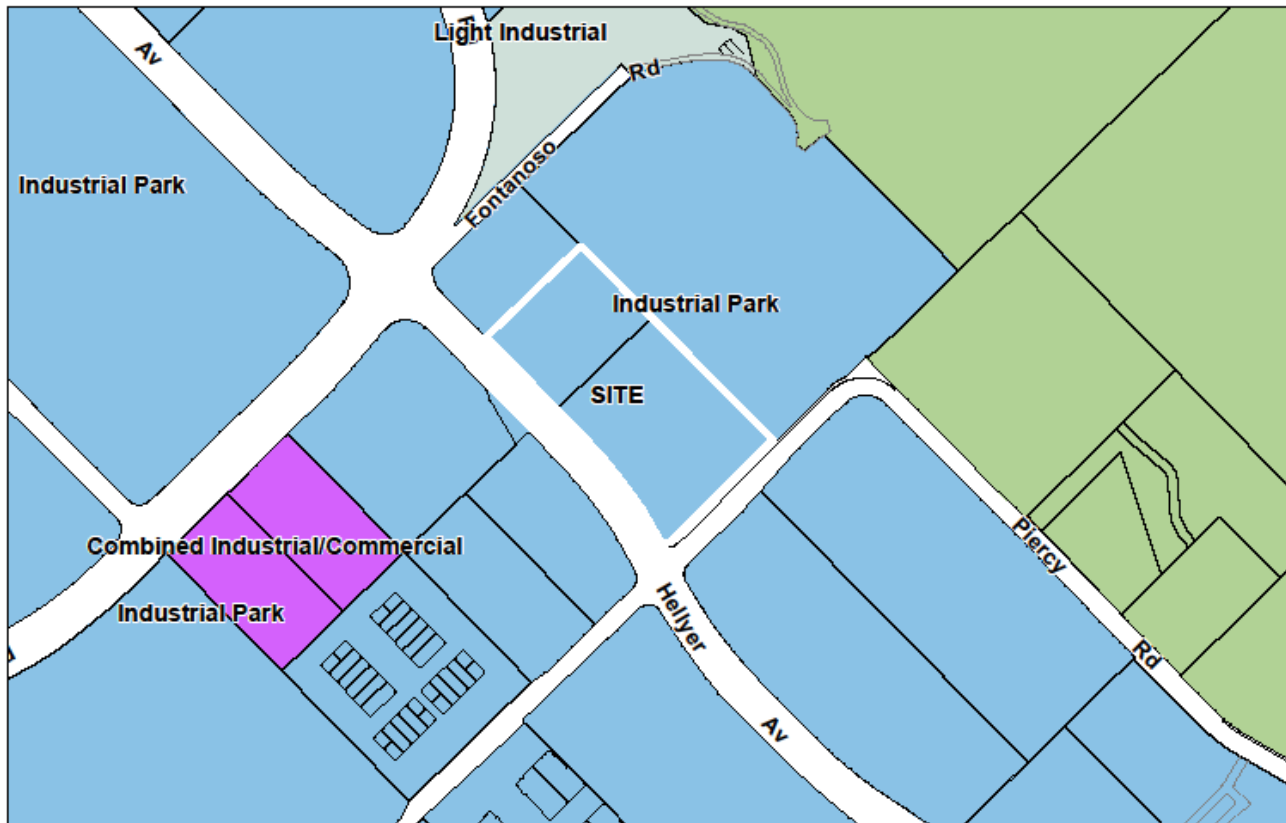 Light Industrial
Av
Rd
Fontanoso
Industrial Park
Industrial Park
SITE
Combined Industrial/Commercial
Industrial Park
Piercy
Hellyer
Rd
Av